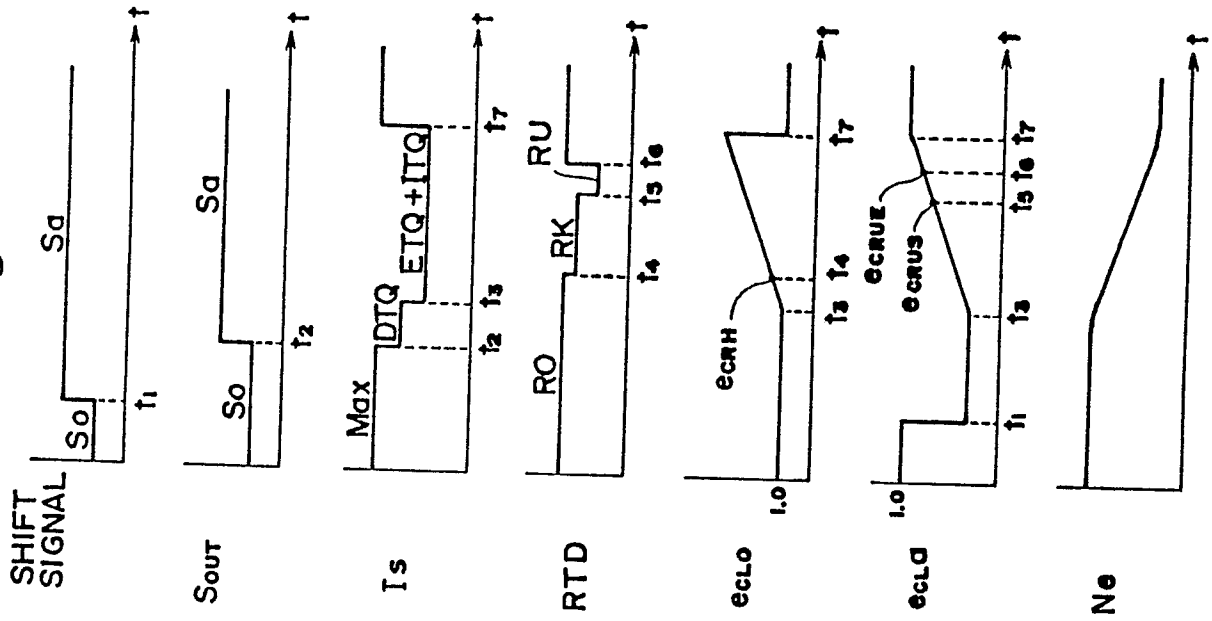 SHIFT
SIGNAL
So
Sa
t1
t
SOUT
So
Sa
t2
t
Is
Max
DTQ
ETQ+ITQ
t2
t3
t7
t
RTD
RO
RK
RU
t4
t5
t6
t
eCLO
1.0
eCRH
t3
t4
t7
t
eCLa
1.0
eCRUS
eCRUE
t1
t3
t5
t6
t7
t
Ne
t